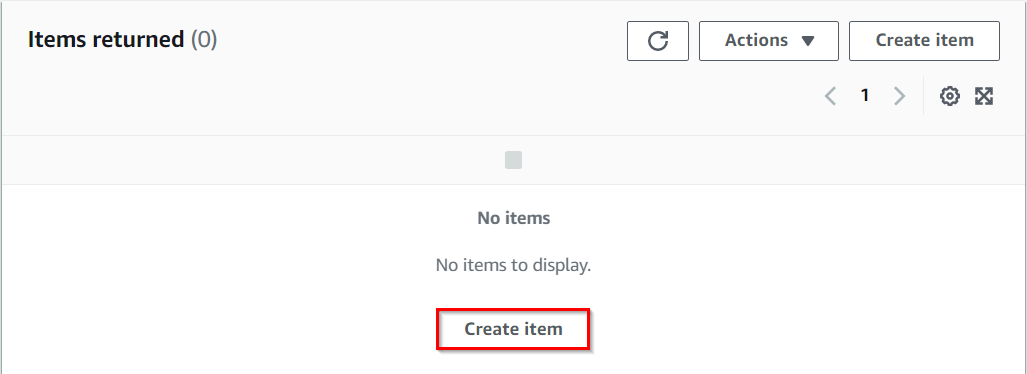 Items returned (0)
Actions
Create item
1
No items
No items to display.
Create item